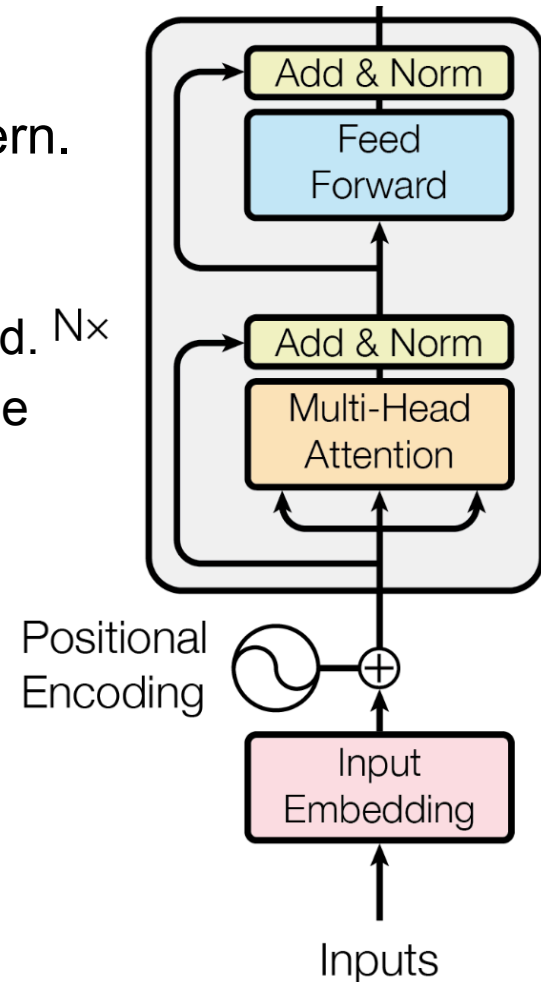 Add & Norm
ern.
Feed
Forward
d. N×
Add & Norm
e
Multi-Head
Attention
Positional
Encoding
Input
Embedding
Inputs